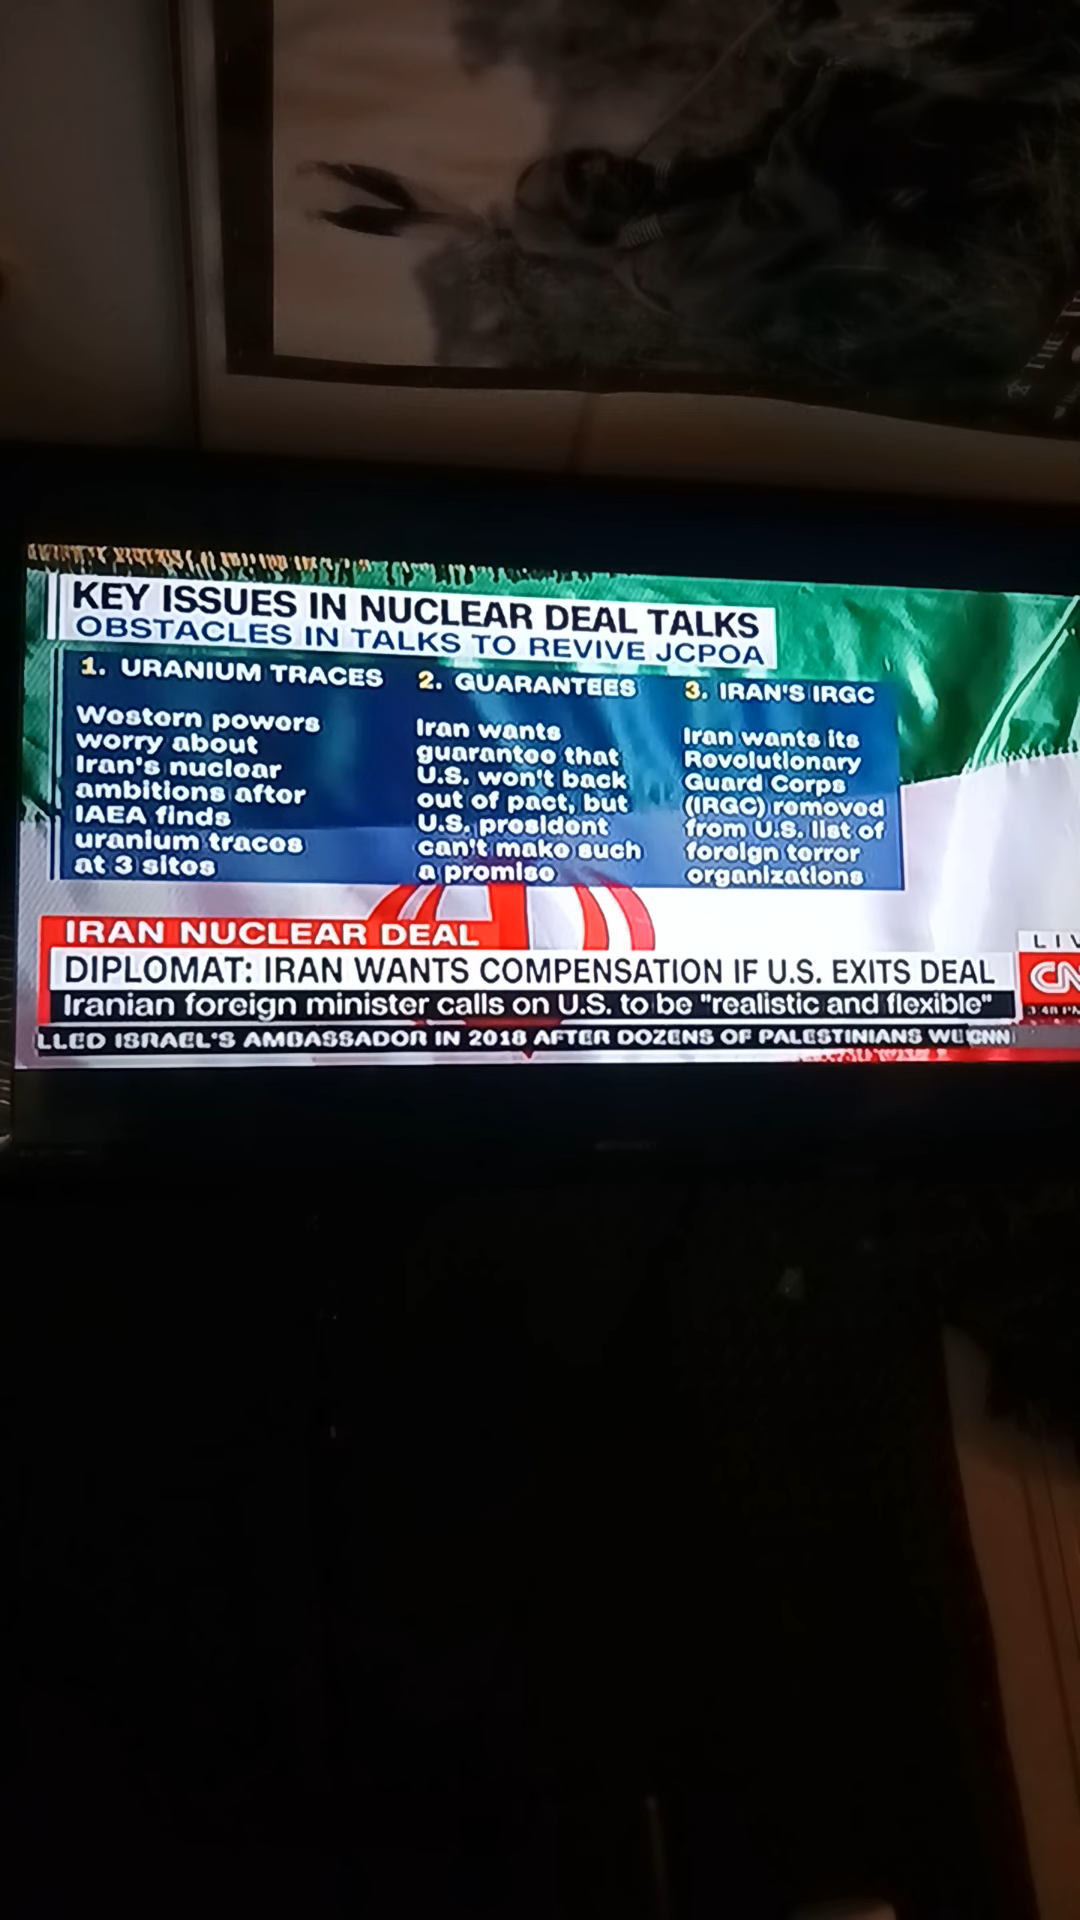 KEY ISSUES IN NUCLEAR DEAL TALKS
OBSTACLES IN TALKS TO REVIVE JCPOA
1. URANIUM TRACES
Western powers
worry about
Iran's nuclear
ambitions after
IAEA finds
uranium traces
at 3 sites
2. GUARANTEES
Iran wants
guarantee that
U.S. won't back
out of pact, but
U.S. president
can't make such
a promise
3. IRAN'S IRGC
Iran wants its
Revolutionary
Guard Corps
(IRGC) removed
from U.S. list of
foreign terror
organizations
IRAN NUCLEAR DEAL
DIPLOMAT: IRAN WANTS COMPENSATION IF U.S. EXITS DEAL
Iranian foreign minister calls on U.S. to be "realistic and flexible"
LIV
CN
LLED ISRAEL'S AMBASSADOR IN 2018 AFTER DOZENS OF PALESTINIANS WE CNN
THE